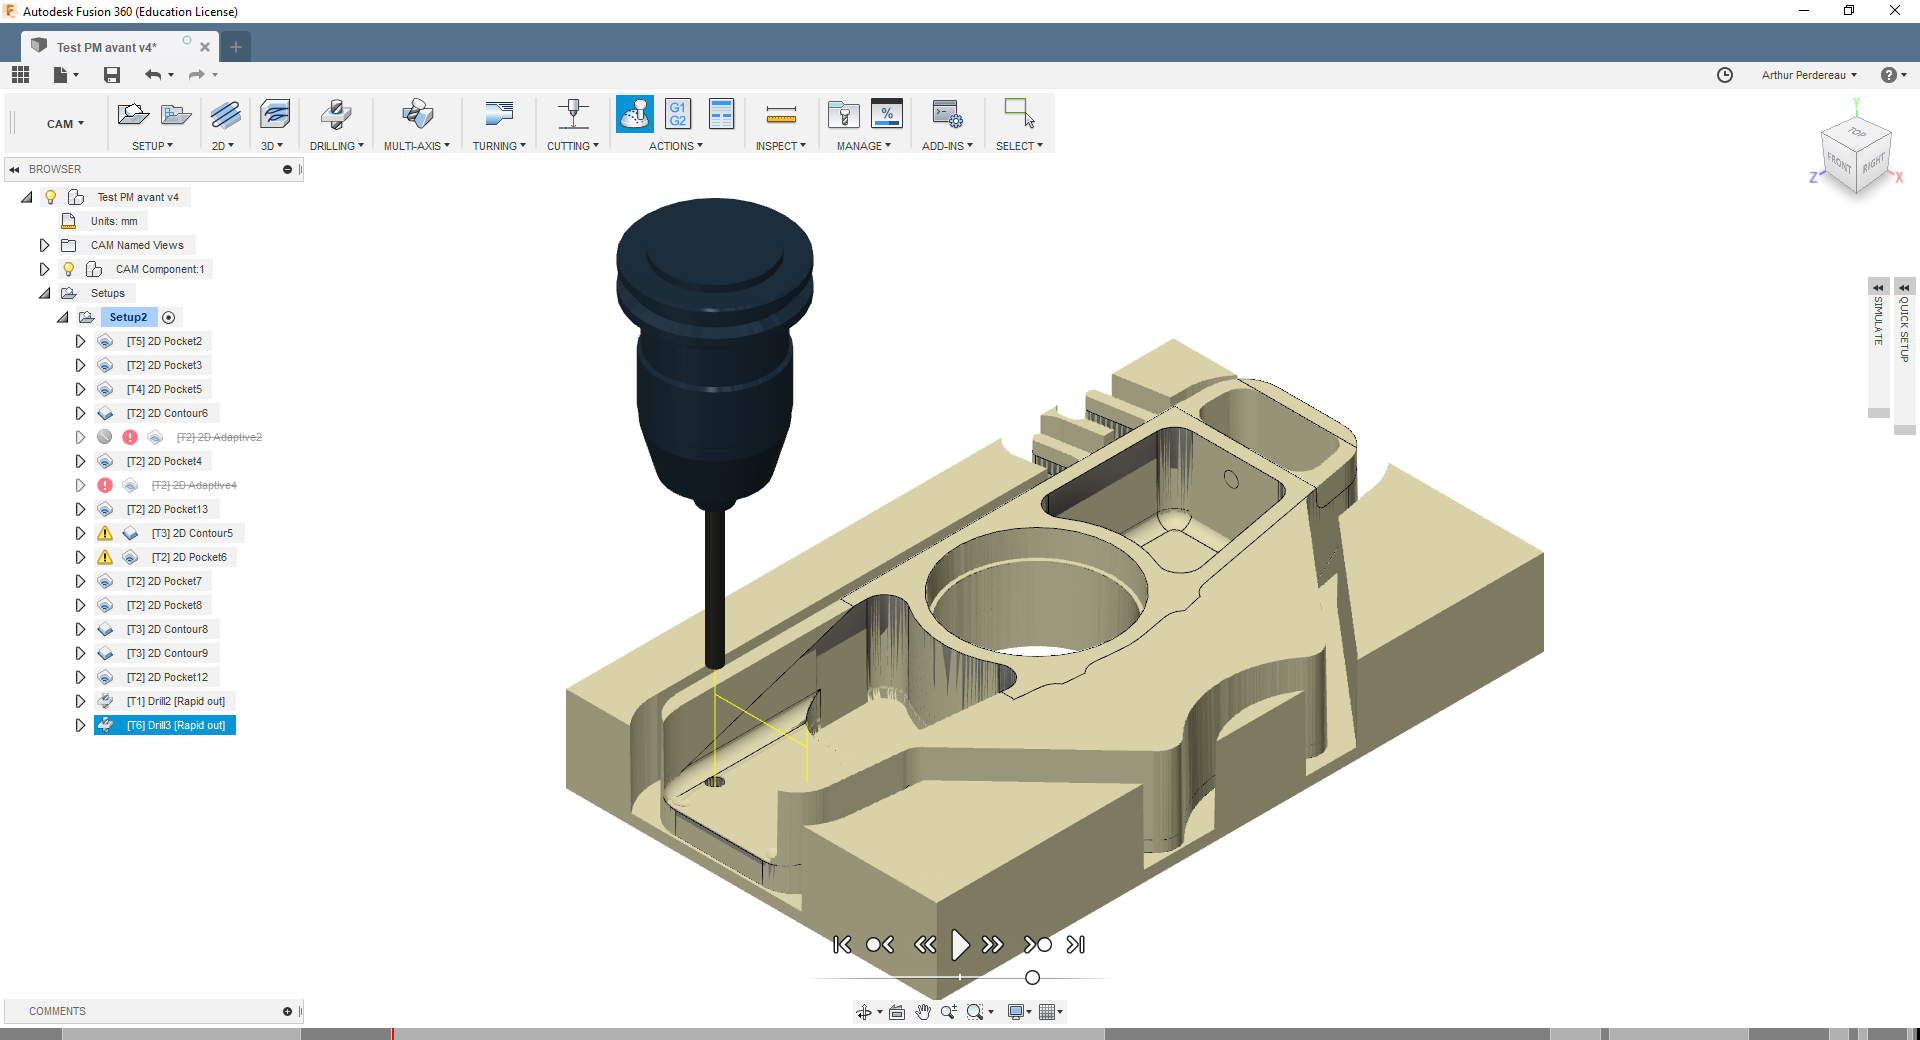 Autodesk Fusion 360 (Education License)
Test PM avant v4*
Arthur Perdereau
CAM
G1
G2
%
SETUP
2D
3D
DRILLING
MULTI-AXIS
TURNING
CUTTING
ACTIONS
INSPECT
MANAGE
ADD-INS
SELECT
Y
TOP
FRONT
RIGHT
Z
X
BROWSER
Test PM avant v4
Units: mm
CAM Named Views
CAM Component:1
Setups
Setup2
[T5] 2D Pocket2
[T2] 2D Pocket3
[T4] 2D Pocket5
[T2] 2D Contour6
[T2] 2D Adaptive2
[T2] 2D Pocket4
[T2] 2D Adaptive4
[T2] 2D Pocket13
[T3] 2D Contour5
[T2] 2D Pocket6
[T2] 2D Pocket7
[T2] 2D Pocket8
[T3] 2D Contour8
[T3] 2D Contour9
[T2] 2D Pocket12
[T1] Drill2 [Rapid out]
[T6] Drill3 [Rapid out]
SIMULATE
QUICK SETUP
COMMENTS